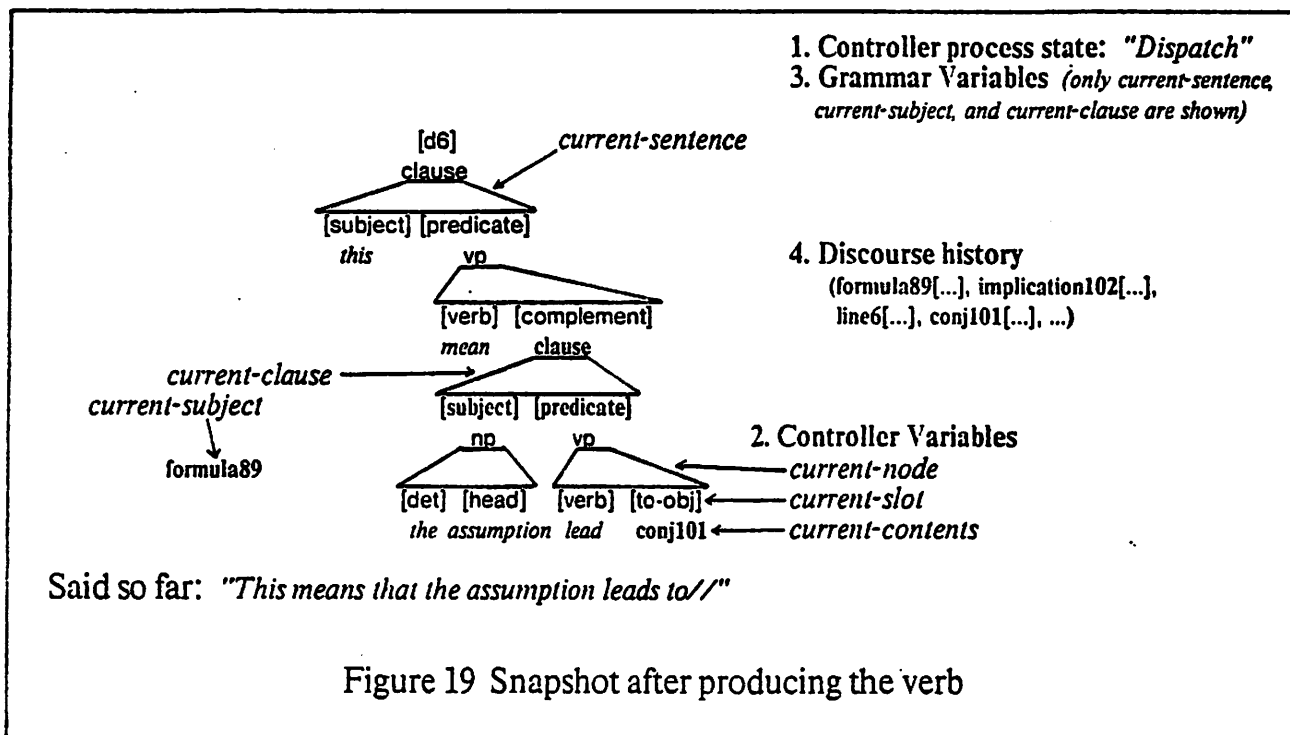 1. Controller process state: "Dispatch"
3. Grammar Variables (only current-sentence,
current-subject, and current-clause are shown)
[d6]
current-sentence
clause
[subject] [predicate]
this
vp
4. Discourse history
(formula89[...], implication102[...],
line6[...], conj101[...], ...)
[verb] [complement]
mean clause
current-clause
current-subject
[subject] [predicate]
formula89
np vp
2. Controller Variables
current-node
[det] [head] [verb] [to-obj] current-slot
the assumption lead conj101 current-contents
Said so far: "This means that the assumption leads to//"
Figure 19 Snapshot after producing the verb